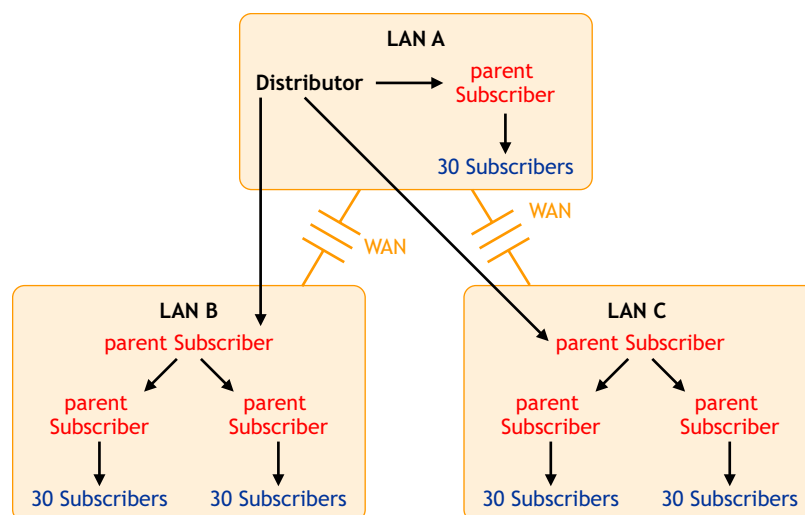 LAN A
Distributor
parent
Subscriber
30 Subscribers
WAN
WAN
LAN B
parent Subscriber
parent
Subscriber
parent
Subscriber
30 Subscribers
30 Subscribers
LAN C
parent Subscriber
parent
Subscriber
parent
Subscriber
30 Subscribers
30 Subscribers